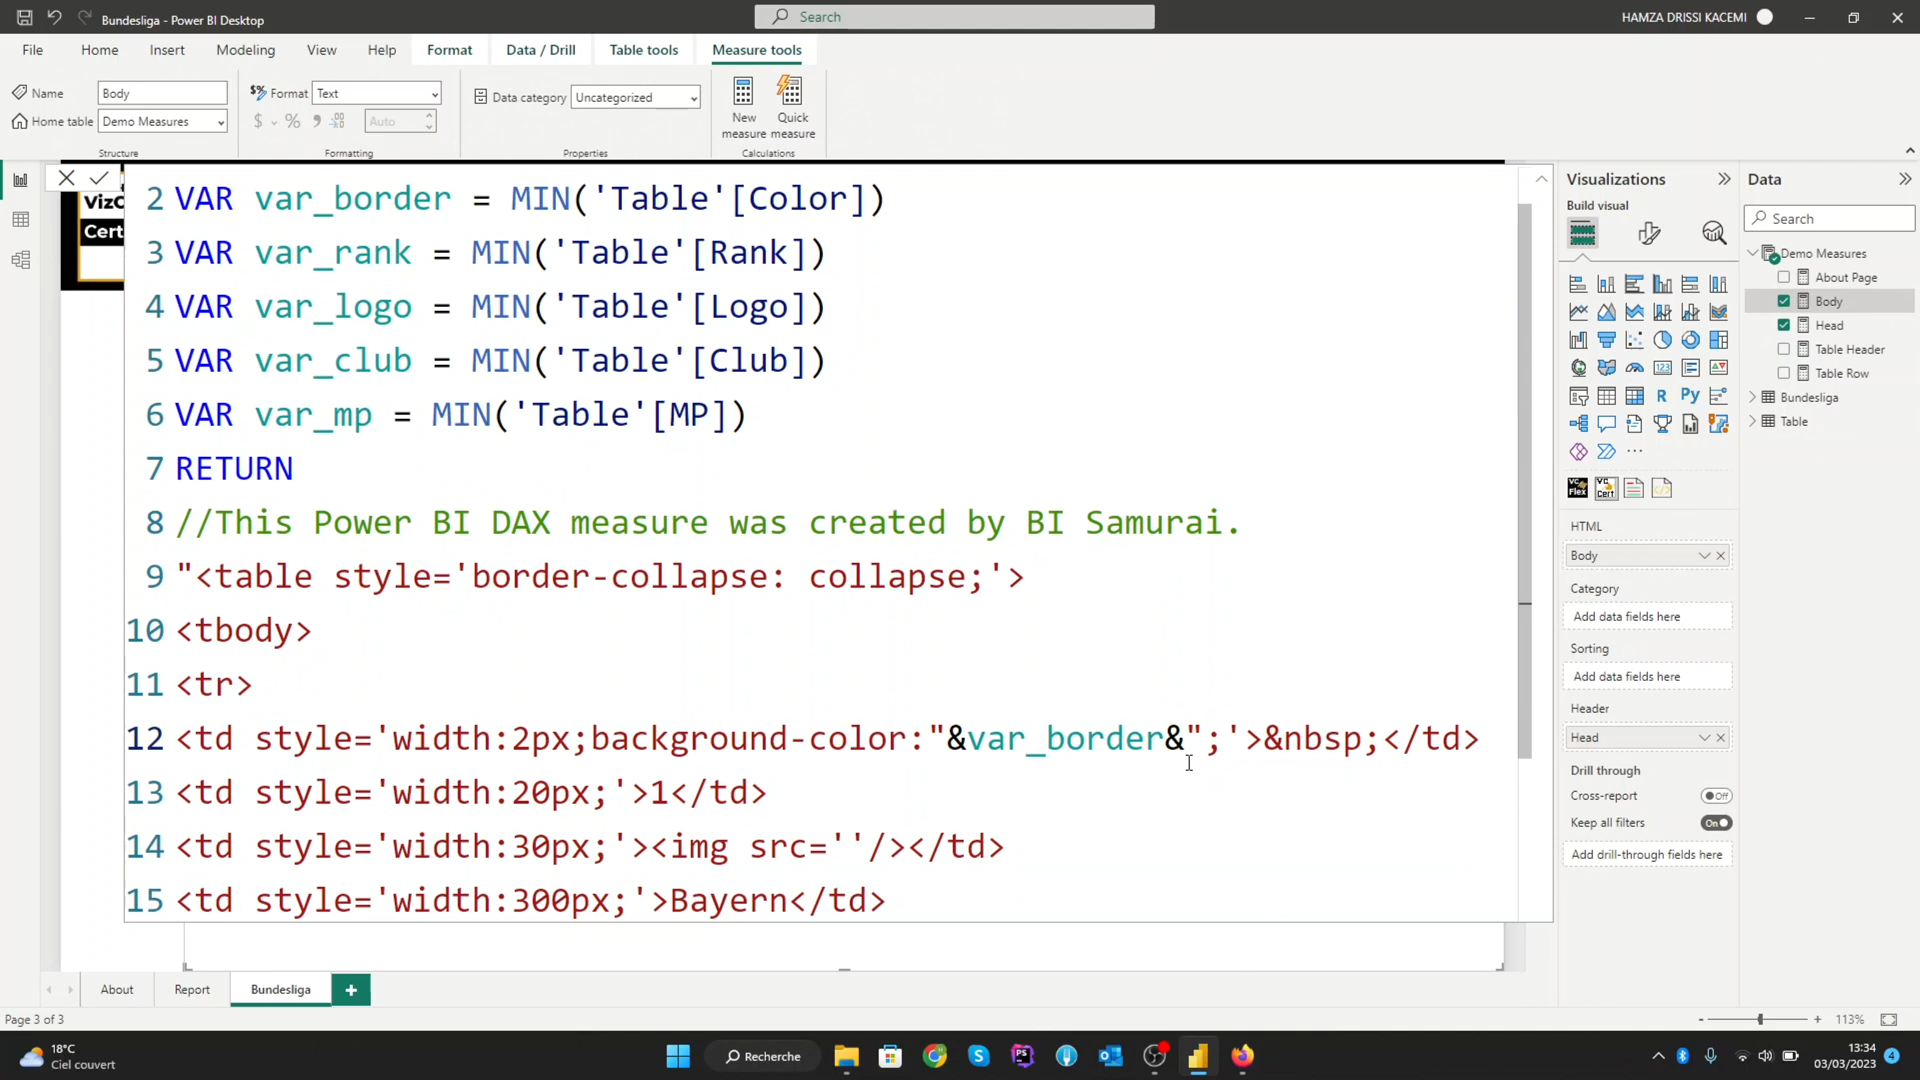 Bundesliga - Power BI Desktop
Search
HAMZA DRISSI KACEMI
File Home Insert Modeling View Help Format Data / Drill Table tools Measure tools
Name Body
Format Text
Data category Uncategorized
New measure
Quick measure
Home table Demo Measures
$ % Auto
Structure
Formatting
Properties
Calculations
2 VAR var_border = MIN('Table'[Color])
3 VAR var_rank = MIN('Table'[Rank])
4 VAR var_logo = MIN('Table'[Logo])
5 VAR var_club = MIN('Table'[Club])
6 VAR var_mp = MIN('Table'[MP])
7 RETURN
8 //This Power BI DAX measure was created by BI Samurai.
9 "<table style='border-collapse: collapse;'>
10 <tbody>
11 <tr>
12 <td style='width:2px;background-color:"&var_border&";'>&nbsp;</td>
13 <td style='width:20px;'>1</td>
14 <td style='width:30px;'><img src=''/></td>
15 <td style='width:300px;'>Bayern</td>
Cert
Visualizations
Build visual
R Py
VC Flex
VC Cert
HTML
Body
Category
Add data fields here
Sorting
Add data fields here
Header
Head
Drill through
Cross-report Off
Keep all filters On
Add drill-through fields here
Data
Search
Demo Measures
About Page
Body
Head
Table Header
Table Row
Bundesliga
Table
About Report Bundesliga
Page 3 of 3
113%
18°C
Ciel couvert
Recherche
13:34
03/03/2023
4